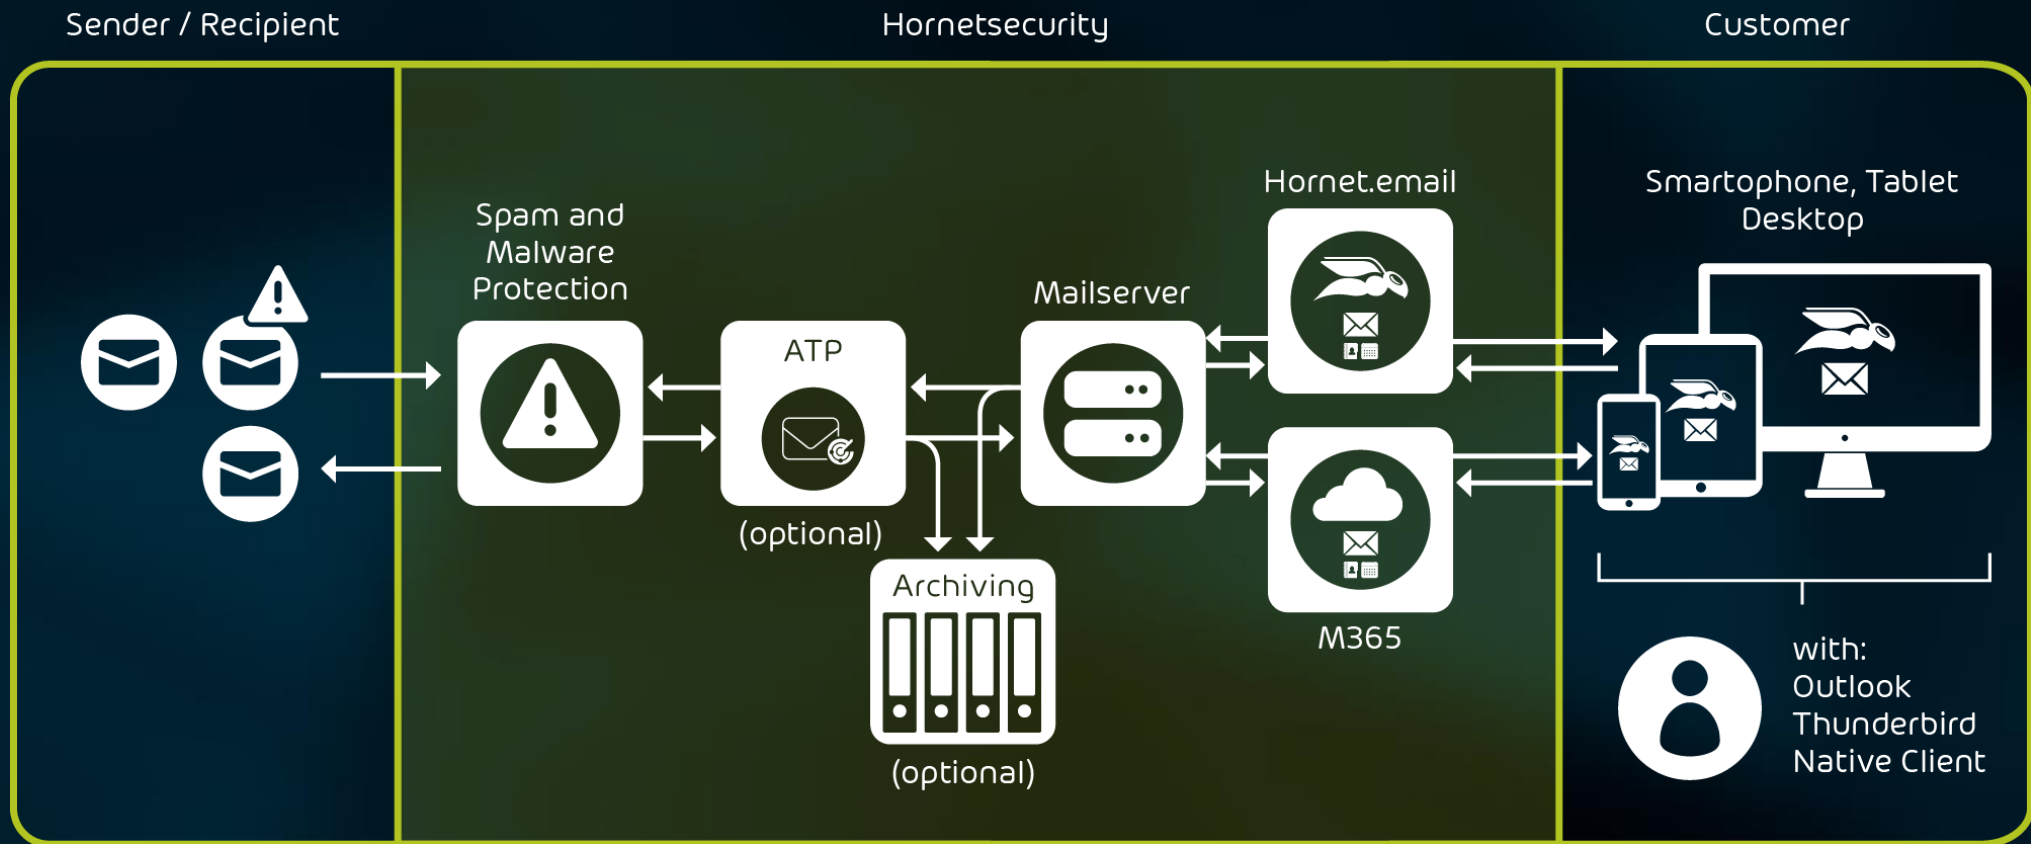 Sender / Recipient
Hornetsecurity
Customer
Spam and
Malware
Protection
ATP
(optional)
Archiving
(optional)
Mailserver
Hornet.email
M365
Smartophone, Tablet
Desktop
with:
Outlook
Thunderbird
Native Client